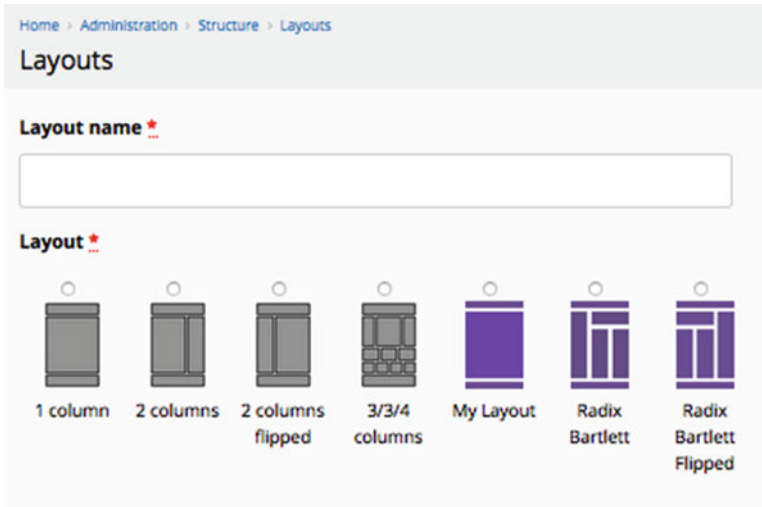 Home › Administration › Structure › Layouts
Layouts
Layout name *
Layout *
1 column
2 columns
2 columns flipped
3/3/4 columns
My Layout
Radix Bartlett
Radix Bartlett Flipped